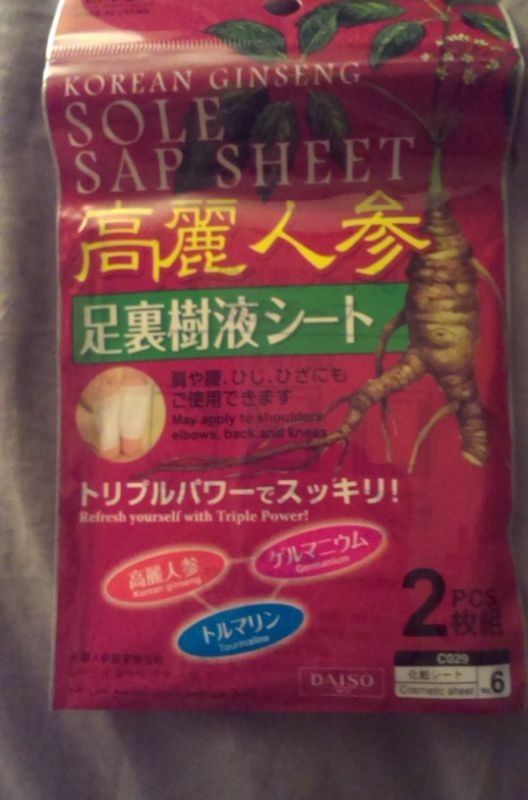 KOREAN GINSENG
SOLE
SAP SHEET
高麗人参
足裏樹液シート
肩や腰、ひじ、ひざにも
ご使用できます
May apply to shoulders,
elbows, back and knees
トリプルパワーでスッキリ!
Refresh yourself with Triple Power!
高麗人参
Korean ginseng
ゲルマニウム
Germanium
トルマリン
Tourmaline
2 PCS
枚組
DAISO
C029
化粧シート
Cosmetic sheet
No 6